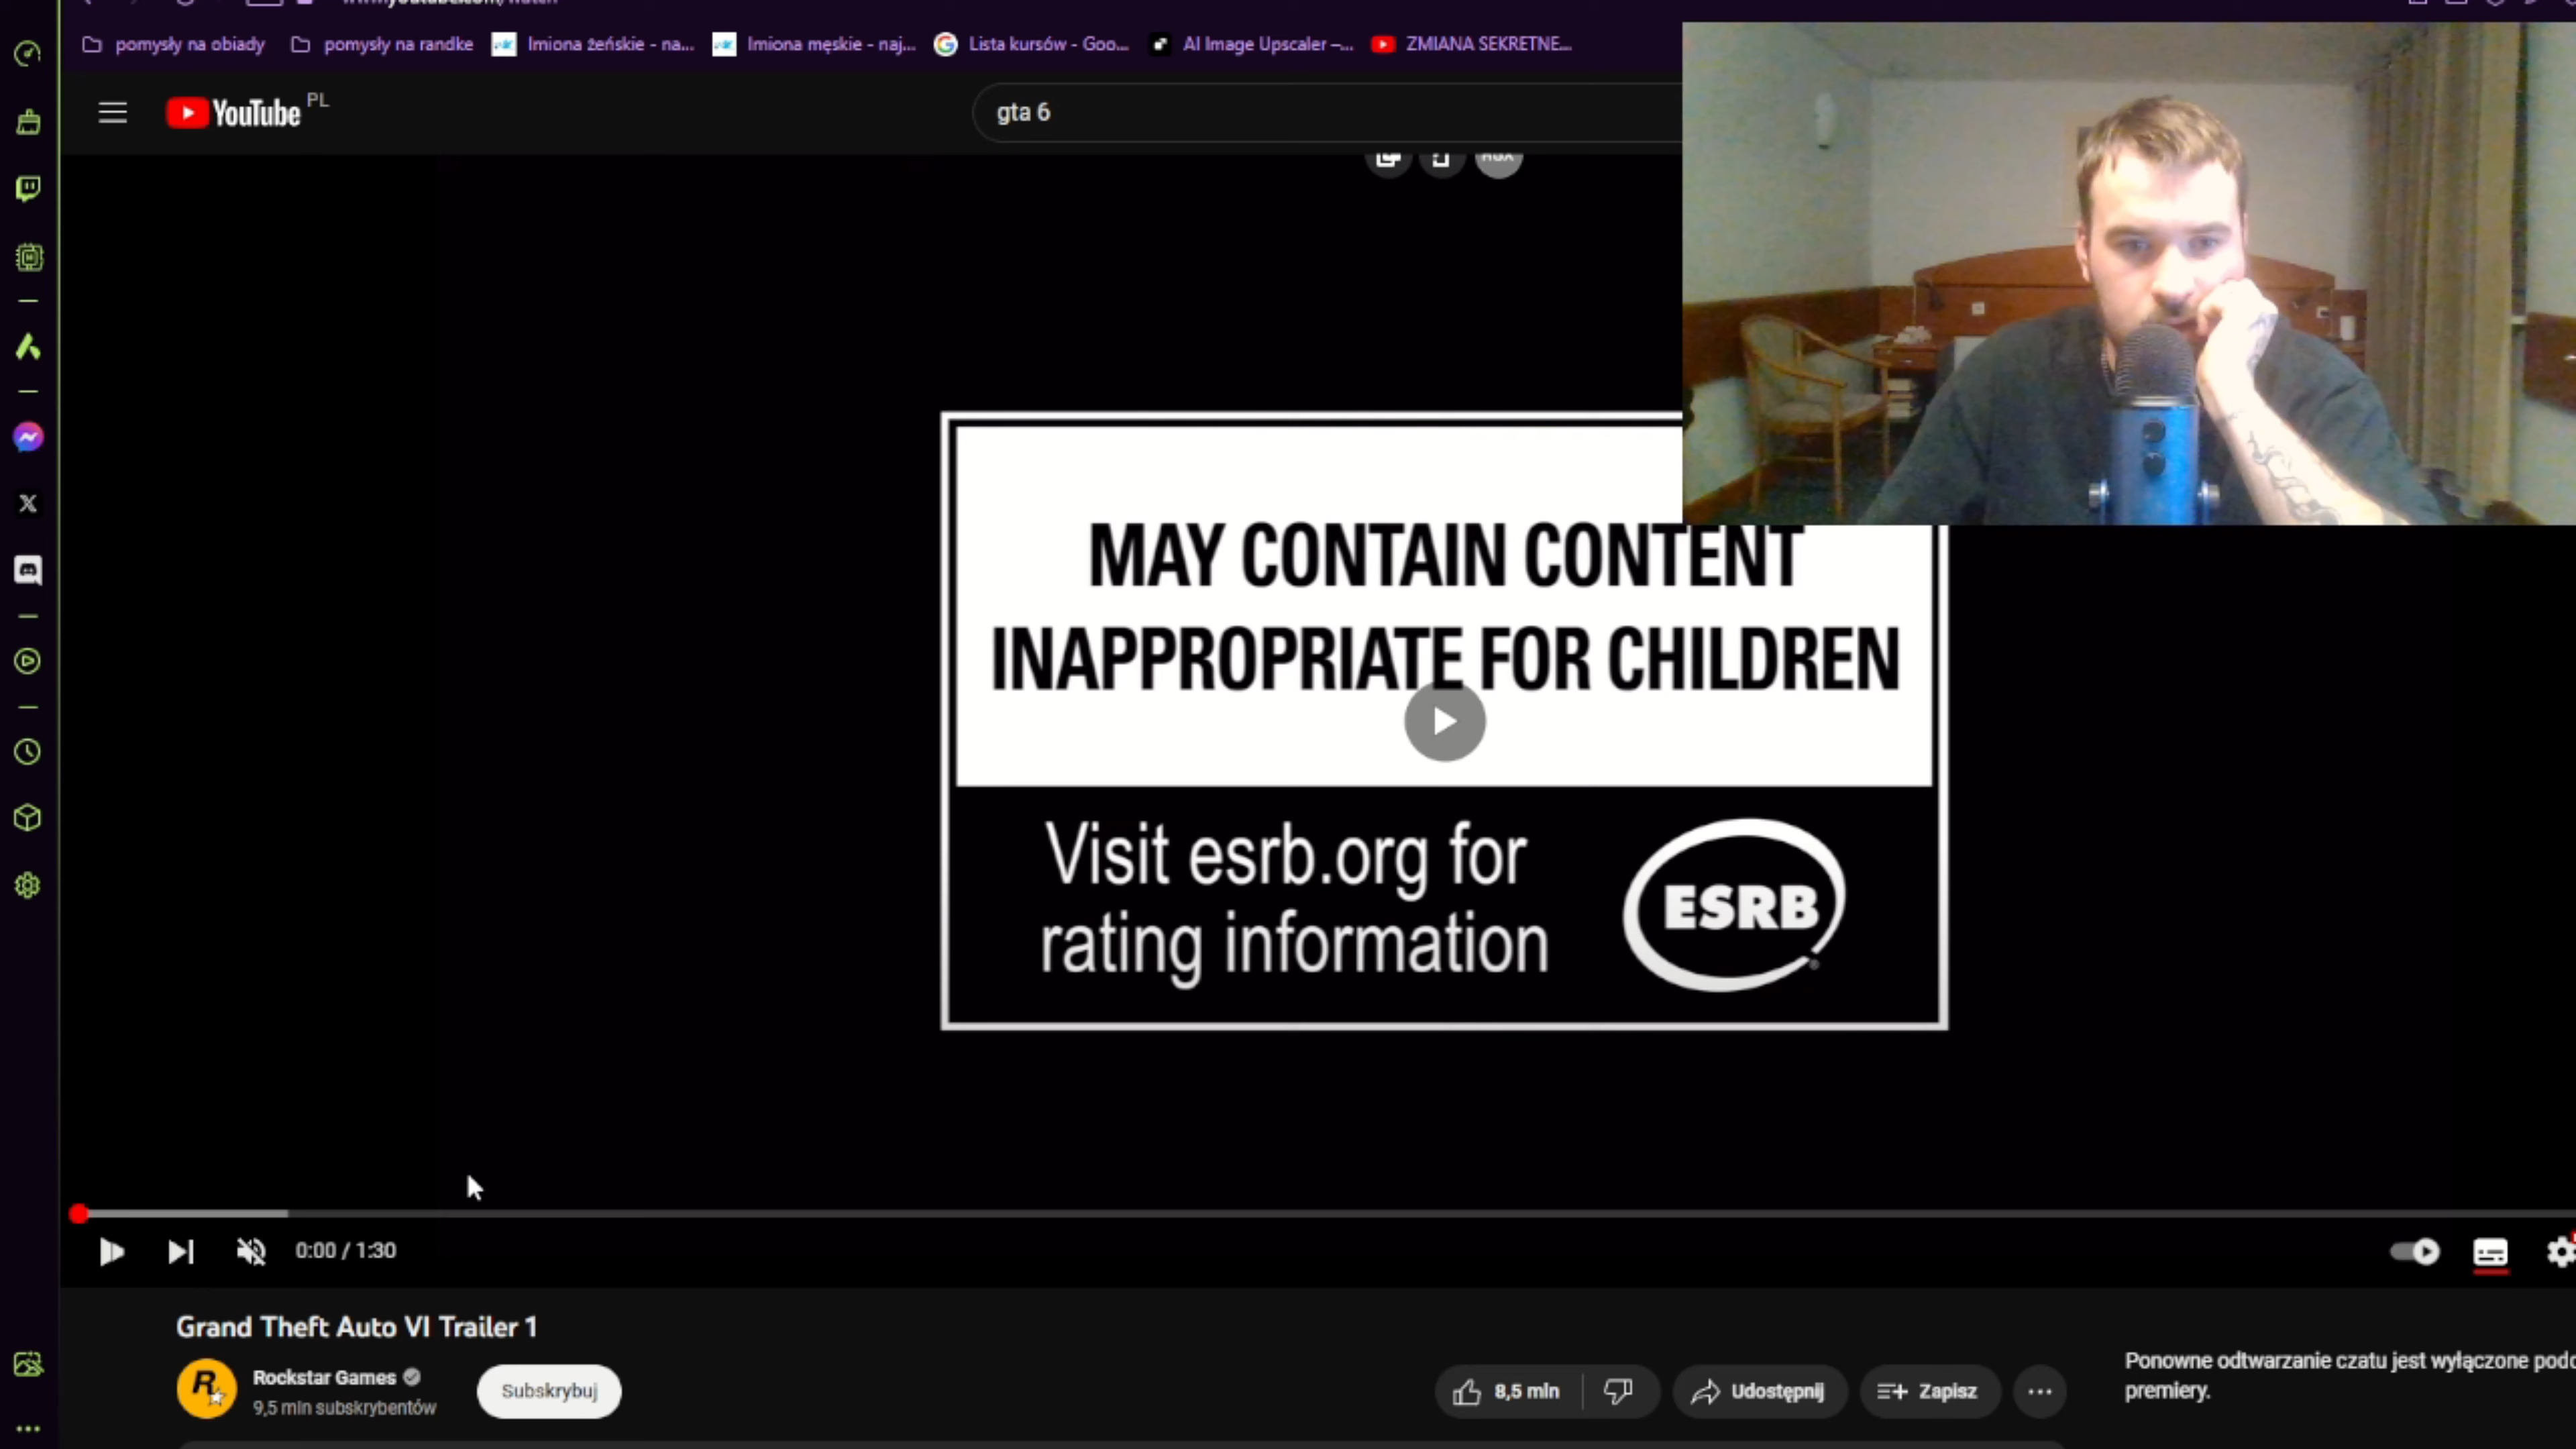 pomysły na obiady
pomysły na randke
Imiona żeńskie - na...
Imiona męskie - naj...
Lista kursów - Goo...
AI Image Upscaler –...
ZMIANA SEKRETNE...
YouTube PL
gta 6
MAY CONTAIN CONTENT
INAPPROPRIATE FOR CHILDREN
Visit esrb.org for
rating information
ESRB
0:00 / 1:30
Grand Theft Auto VI Trailer 1
Rockstar Games
9,5 mln subskrybentów
Subskrybuj
8,5 mln
Udostępnij
Zapisz
Ponowne odtwarzanie czatu jest wyłączone
premiery.